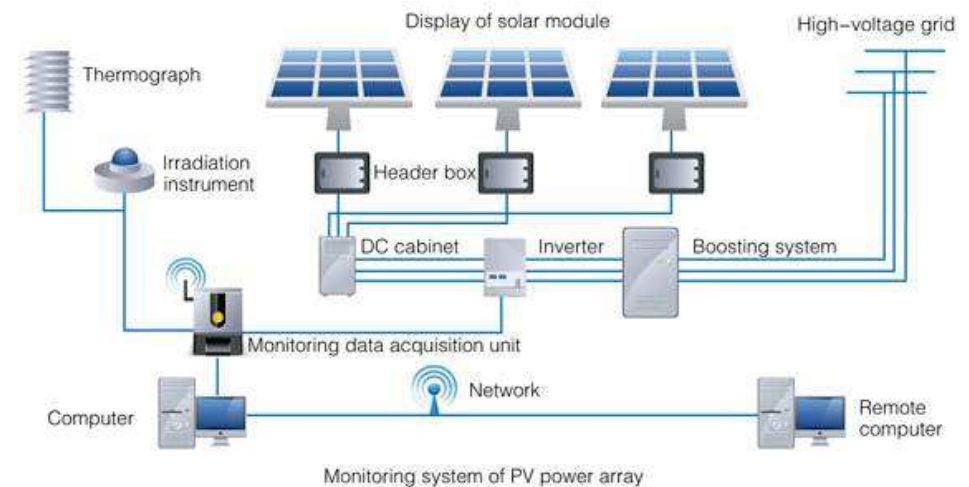 Display of solar module
High-voltage grid
Thermograph
Irradiation
instrument
Header box
DC cabinet
Inverter
Boosting system
Monitoring data acquisition unit
Network
Computer
Remote
computer
Monitoring system of PV power array